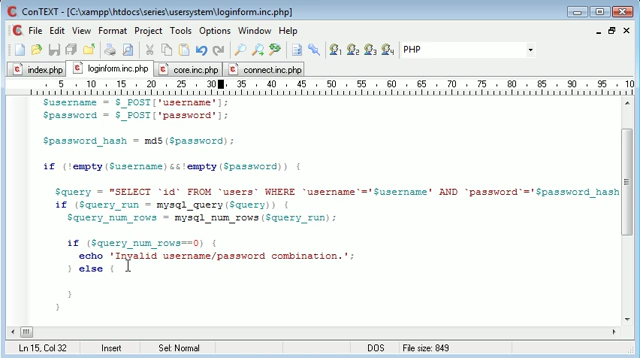 ConTEXT - [C:\xampp\htdocs\series\usersystem\loginform.inc.php]
File Edit View Format Project Tools Options Window Help
PHP
index.php loginform.inc.php core.inc.php connect.inc.php
5 10 15 20 25 30 35 40 45 50 55 60 65 70 75 80 85 90 95 100
$username = $_POST['username'];
$password = $_POST['password'];
$password_hash = md5($password);
if (!empty($username)&&!empty($password)) {
$query = "SELECT `id` FROM `users` WHERE `username`='$username' AND `password`='$password_hash
if ($query_run = mysql_query($query)) {
$query_num_rows = mysql_num_rows($query_run);
if ($query_num_rows==0) {
echo 'Invalid username/password combination.';
} else {
}
}
Ln 15, Col 32 Insert Sel: Normal DOS File size: 849